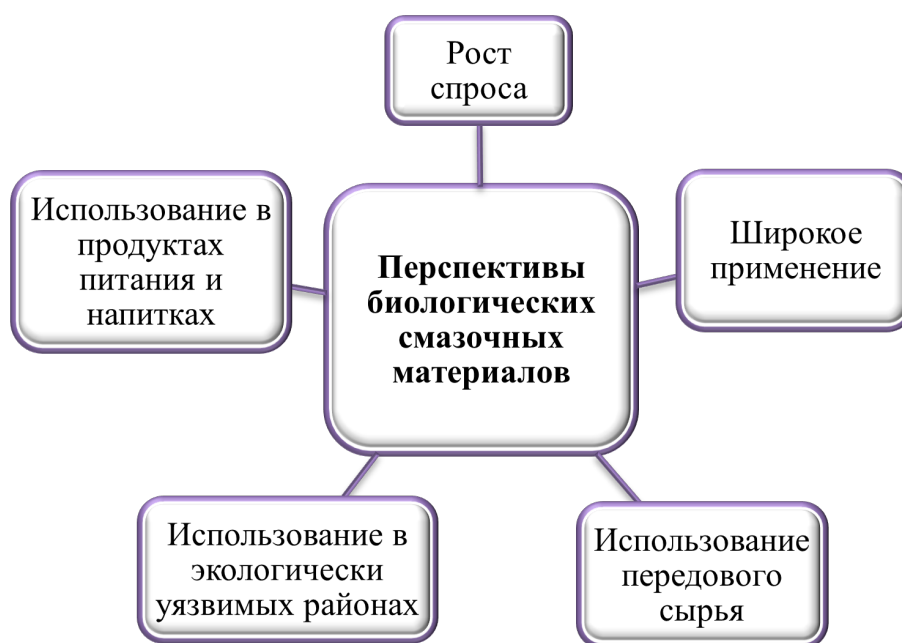 Рост
спроса
Использование в
продуктах
питания и
напитках
Широкое
применение
Перспективы
биологических
смазочных
материалов
Использование в
экологически
уязвимых районах
Использование
передового
сырья